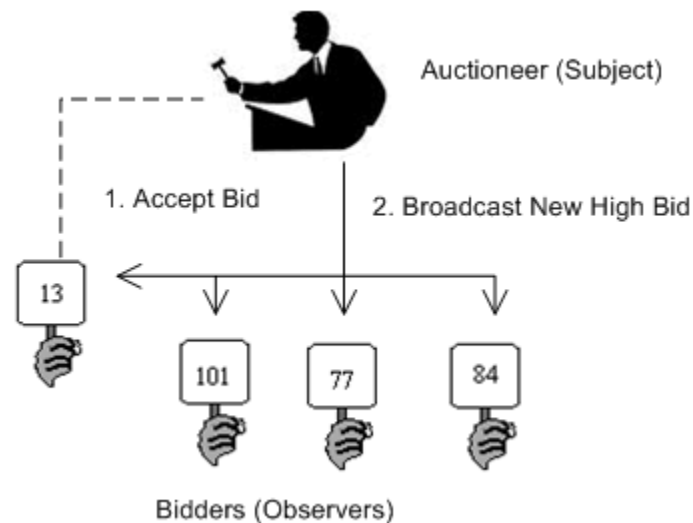 Auctioneer (Subject)
1. Accept Bid
2. Broadcast New High Bid
13
101
77
84
Bidders (Observers)